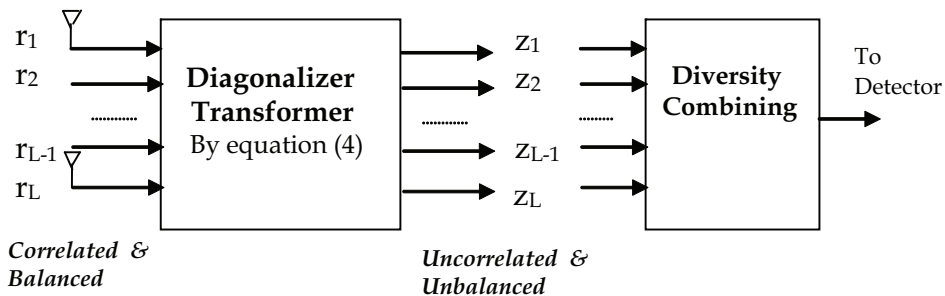 r1
r2
rL-1
rL
Diagonalizer
Transformer
By equation (4)
z1
z2
zL-1
zL
Diversity
Combining
To
Detector
Correlated &
Balanced
Uncorrelated &
Unbalanced